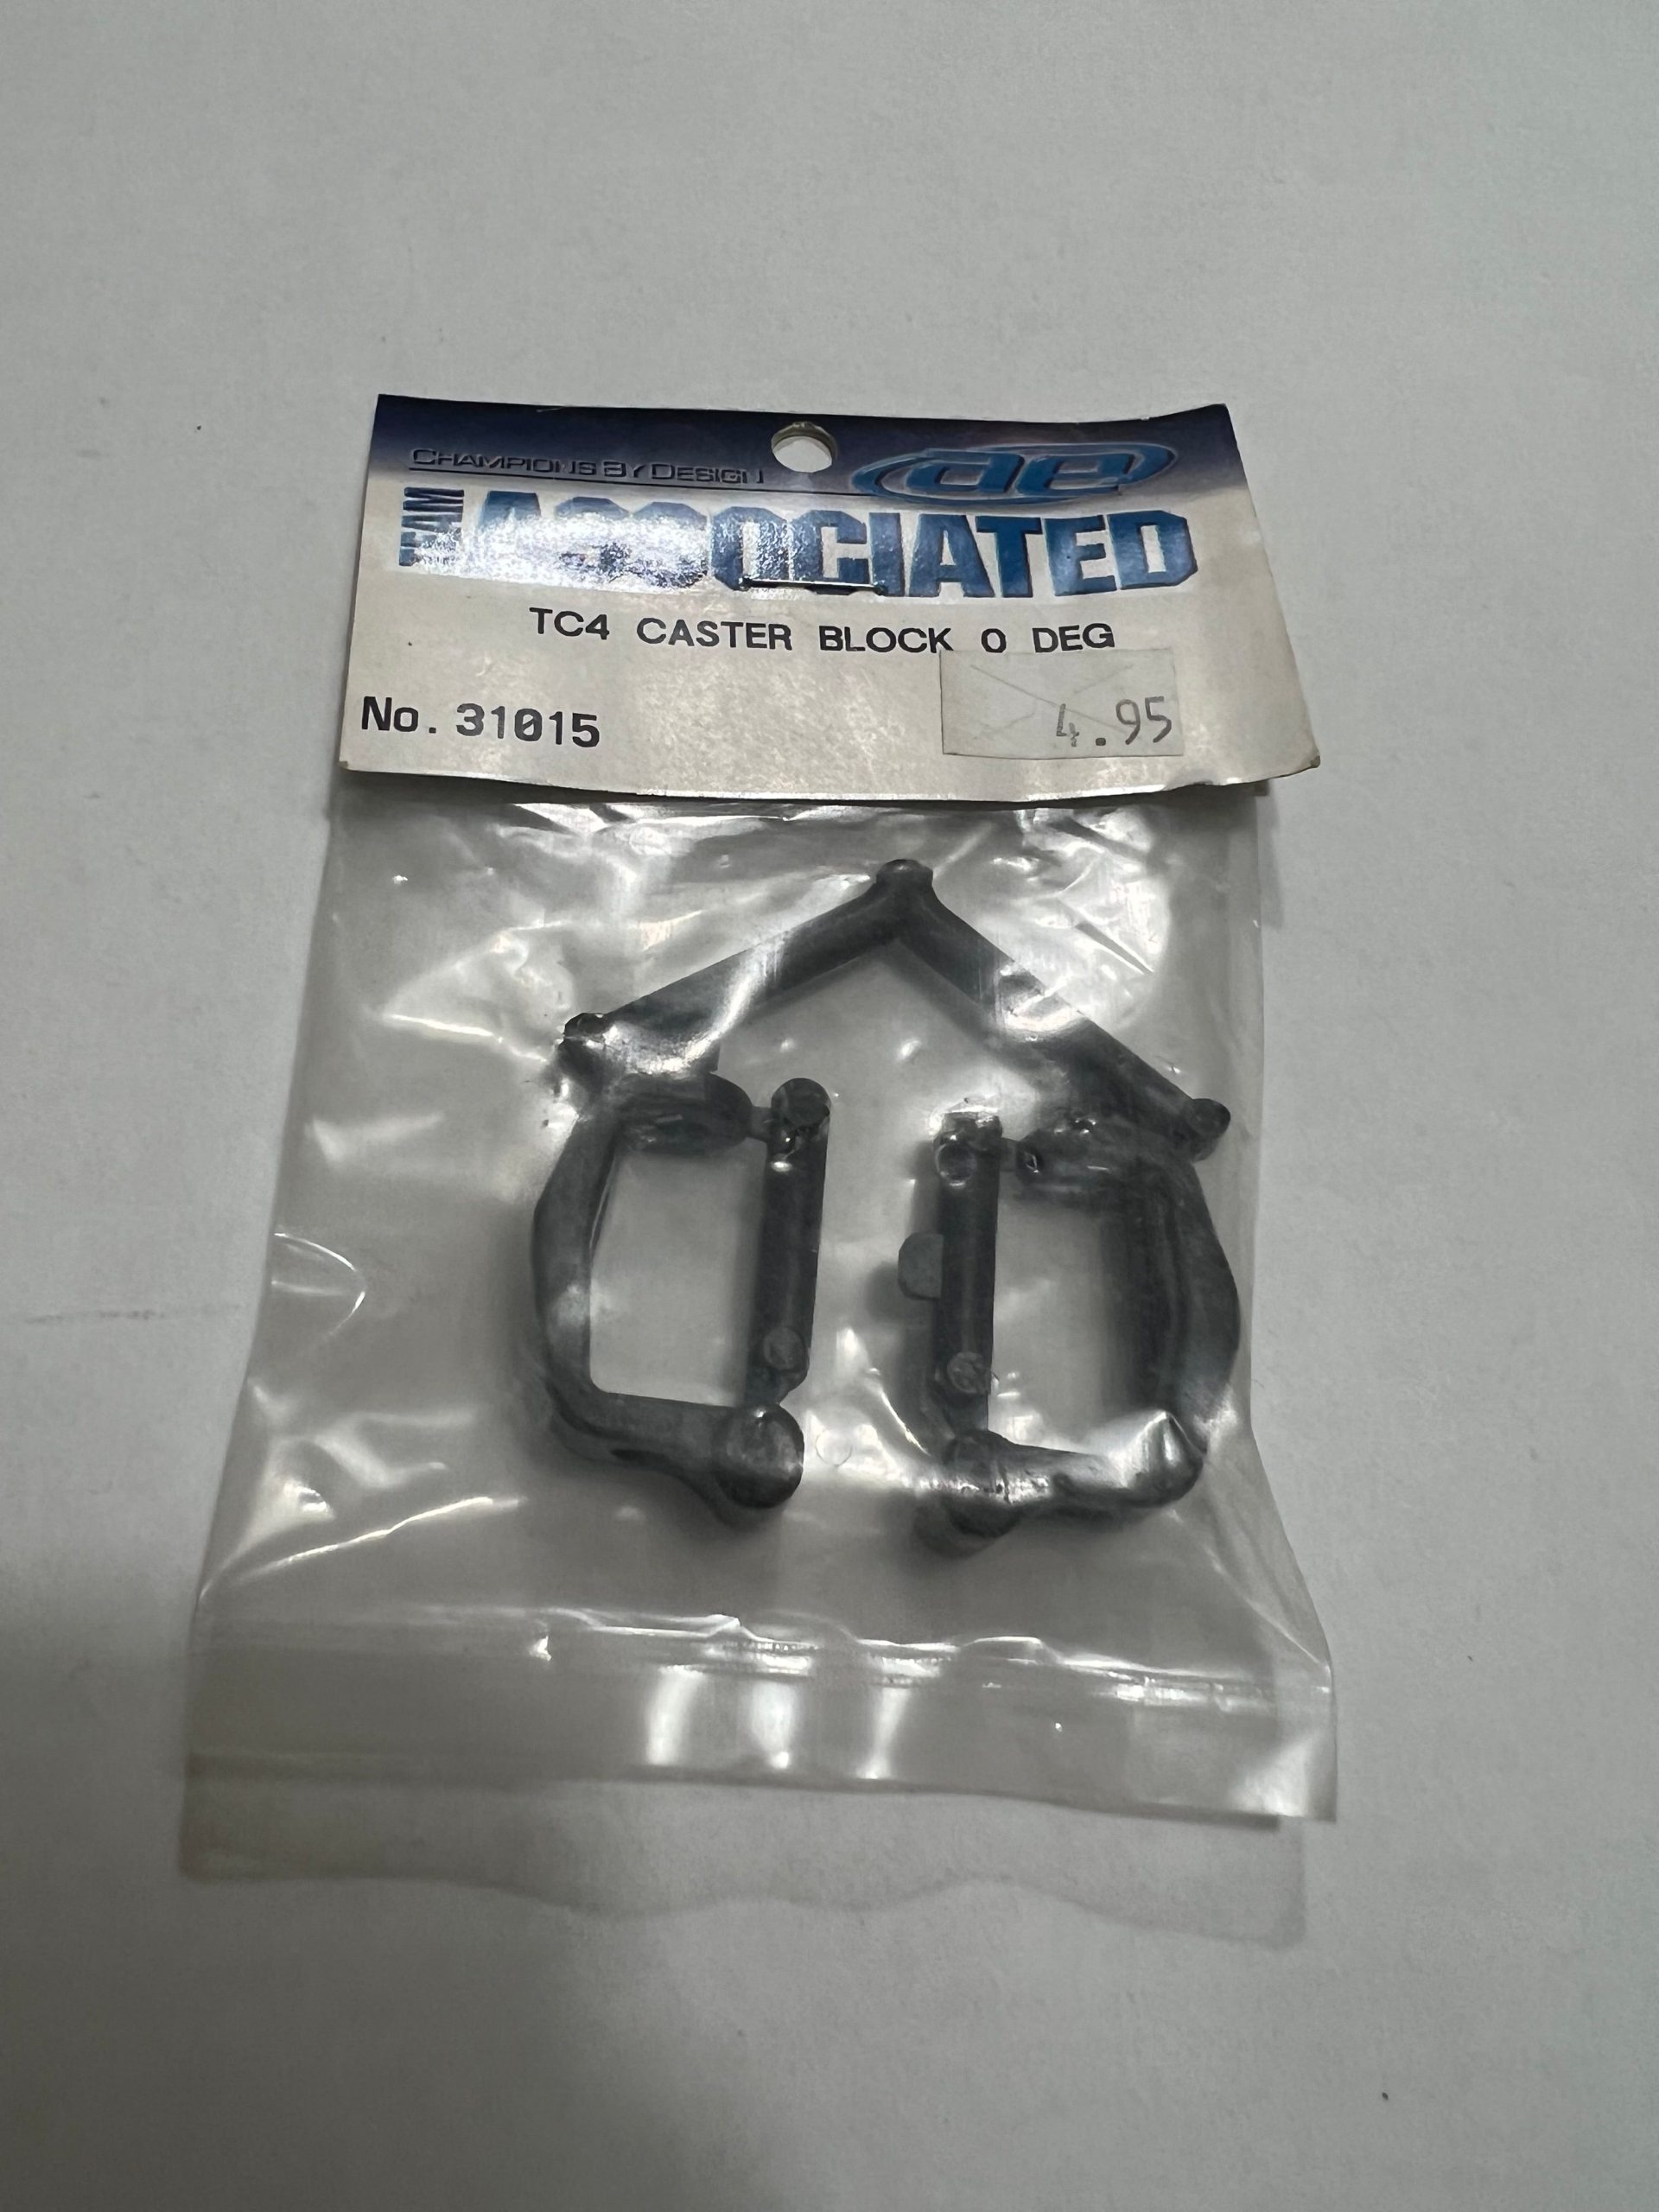 CHAMPIONS BY DESIGN
ae
TEAM ASSOCIATED
TC4 CASTER BLOCK 0 DEG
No. 31015
4.95